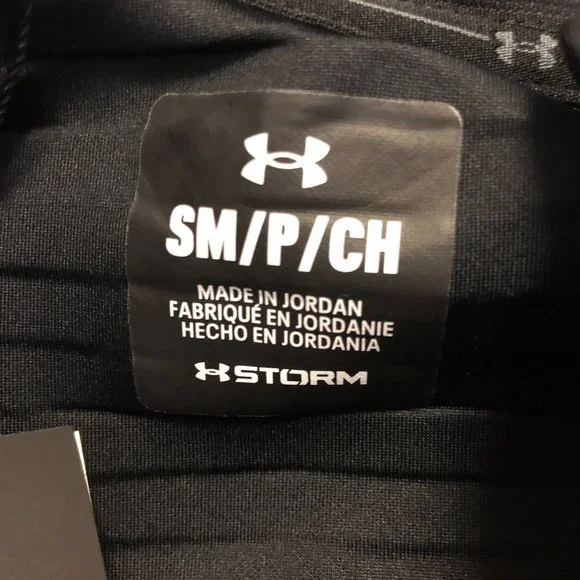 SM/P/CH
MADE IN JORDAN
FABRIQUÉ EN JORDANIE
HECHO EN JORDANIA
STORM